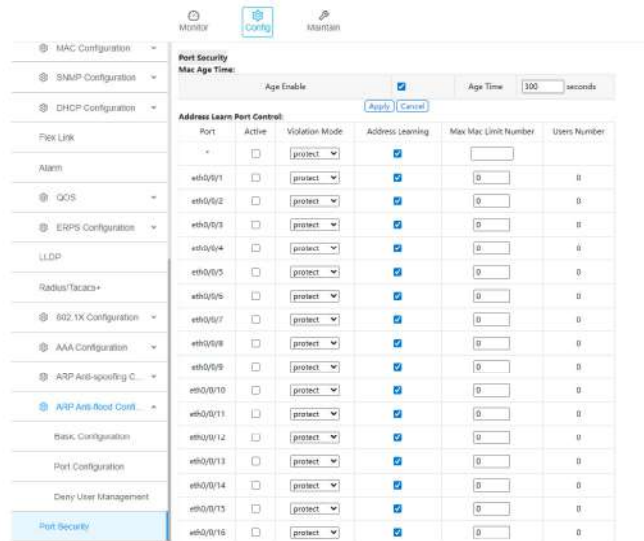 Monitor
Config
Maintain
MAC Configuration
SNMP Configuration
DHCP Configuration
Flex Link
Alarm
QOS
ERPS Configuration
LLDP
Radius/Tacacs+
802.1X Configuration
AAA Configuration
ARP Anti-spoofing C...
ARP Anti-flood Confi...
Basic Configuration
Port Configuration
Deny User Management
Port Security
Port Security
Mac Age Time:
Age Enable Age Time 300 seconds
Apply Cancel
Address Learn Port Control:
Port Active Violation Mode Address Learning Max Mac Limit Number Users Number
* protect
eth0/0/1 protect 0 0
eth0/0/2 protect 0 0
eth0/0/3 protect 0 0
eth0/0/4 protect 0 0
eth0/0/5 protect 0 0
eth0/0/6 protect 0 0
eth0/0/7 protect 0 0
eth0/0/8 protect 0 0
eth0/0/9 protect 0 0
eth0/0/10 protect 0 0
eth0/0/11 protect 0 0
eth0/0/12 protect 0 0
eth0/0/13 protect 0 0
eth0/0/14 protect 0 0
eth0/0/15 protect 0 0
eth0/0/16 protect 0 0